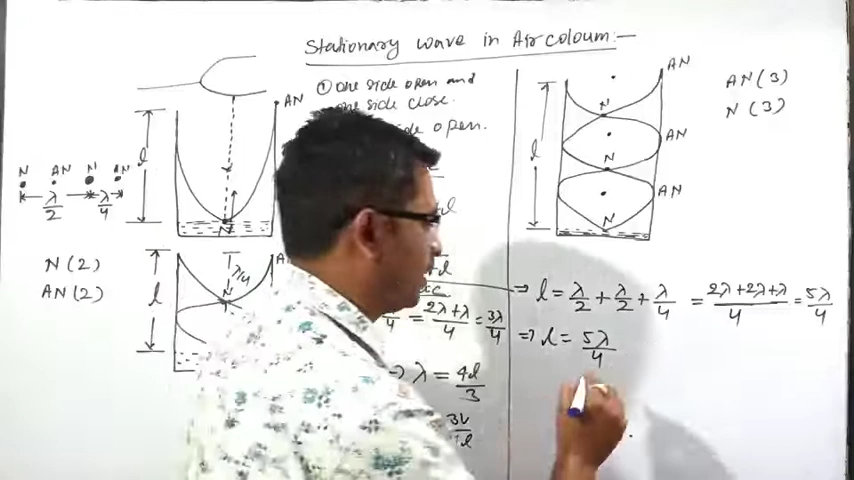 Stationary wave in Air coloum:-
① one side open and
one side close.
side open.
AN
l
N AN N AN
λ/2 λ/4
N
N (2)
AN (2)
l
λ/4
N
= 2λ+λ/4 = 3λ/4
⇒ λ = 4l/3
AN
N
AN
N
AN
N
l
AN (3)
N (3)
⇒ l = λ/2 + λ/2 + λ/4 = 2λ+2λ+λ/4 = 5λ/4
⇒ l = 5λ/4